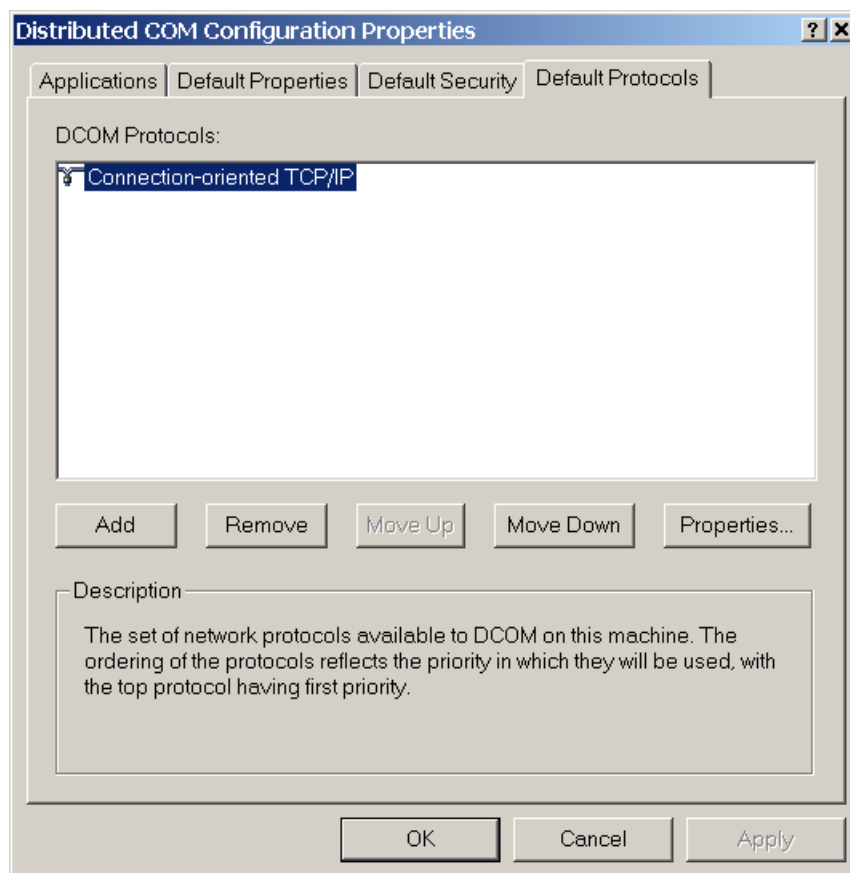 Distributed COM Configuration Properties ? X
Applications Default Properties Default Security Default Protocols
DCOM Protocols:
Connection-oriented TCP/IP
Add Remove Move Up Move Down Properties...
Description
The set of network protocols available to DCOM on this machine. The
ordering of the protocols reflects the priority in which they will be used, with
the top protocol having first priority.
OK Cancel Apply